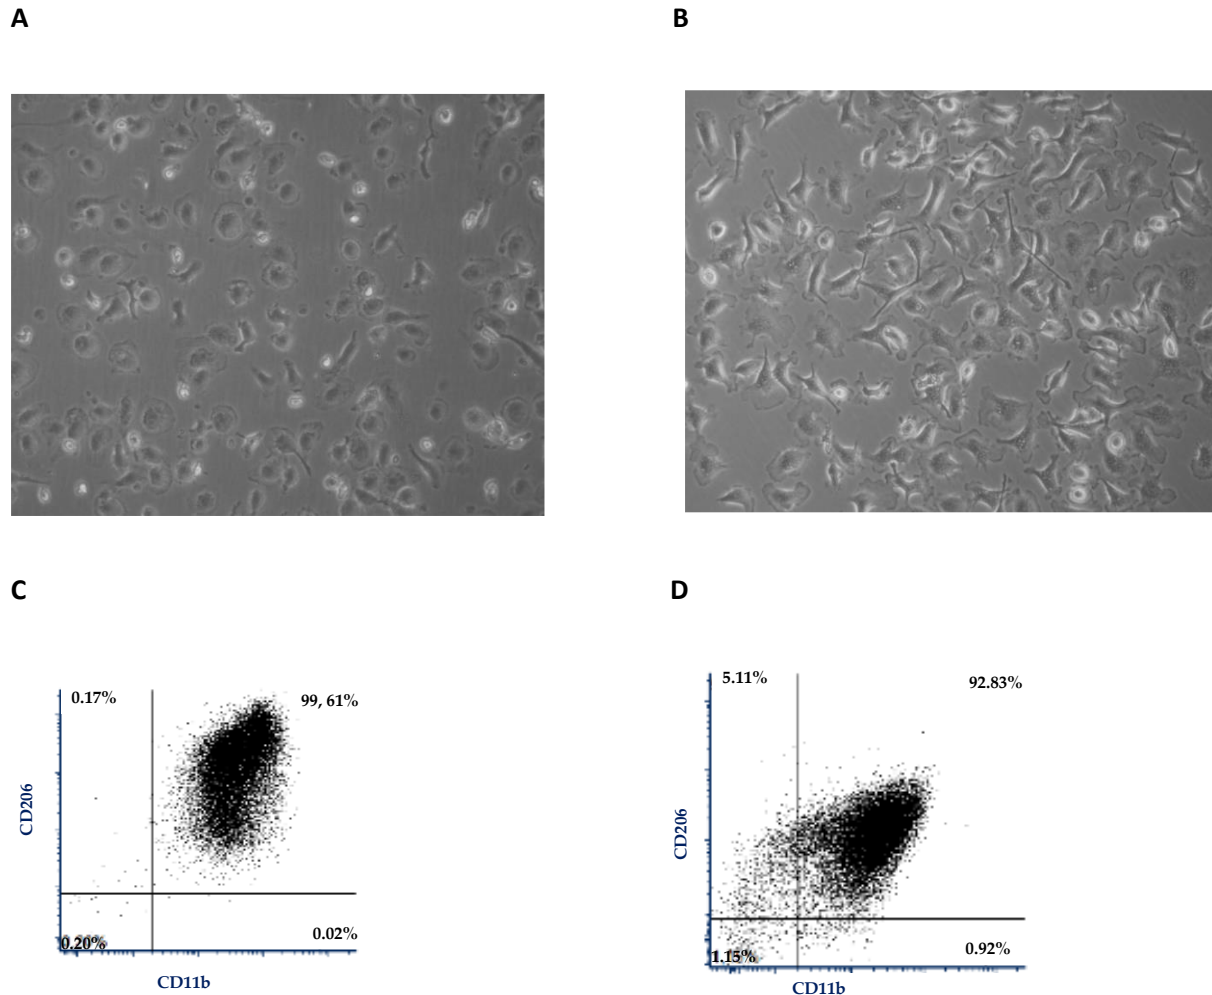 A
B
C
D
0.17%
99, 61%
CD206
0.20%
0.02%
CD11b
5.11%
92.83%
CD206
1.15%
0.92%
CD11b